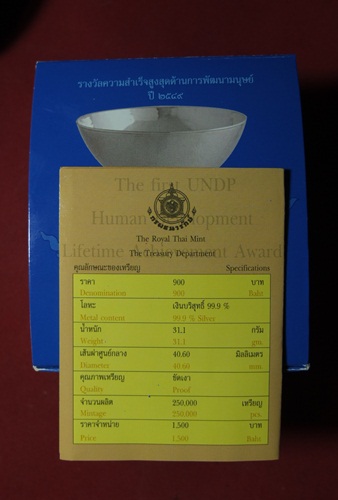 รางวัลความสำเร็จสูงสุดด้านการพัฒนามนุษย์
ปี ๒๕๔๙
The first UNDP
Human Development
Lifetime Achievement Award
กรมธนารักษ์
The Royal Thai Mint
The Treasury Department
คุณลักษณะของเหรียญ Specifications
ราคา 900 บาท
Denomination 900 Baht
โลหะ เงินบริสุทธิ์ 99.9 %
Metal content 99.9 % Silver
น้ำหนัก 31.1 กรัม
Weight 31.1 gm.
เส้นผ่าศูนย์กลาง 40.60 มิลลิเมตร
Diameter 40.60 mm.
คุณภาพเหรียญ ขัดเงา
Quality Proof
จำนวนผลิต 250,000 เหรียญ
Mintage 250,000 pcs.
ราคาจำหน่าย 1,500 บาท
Price 1,500 Baht